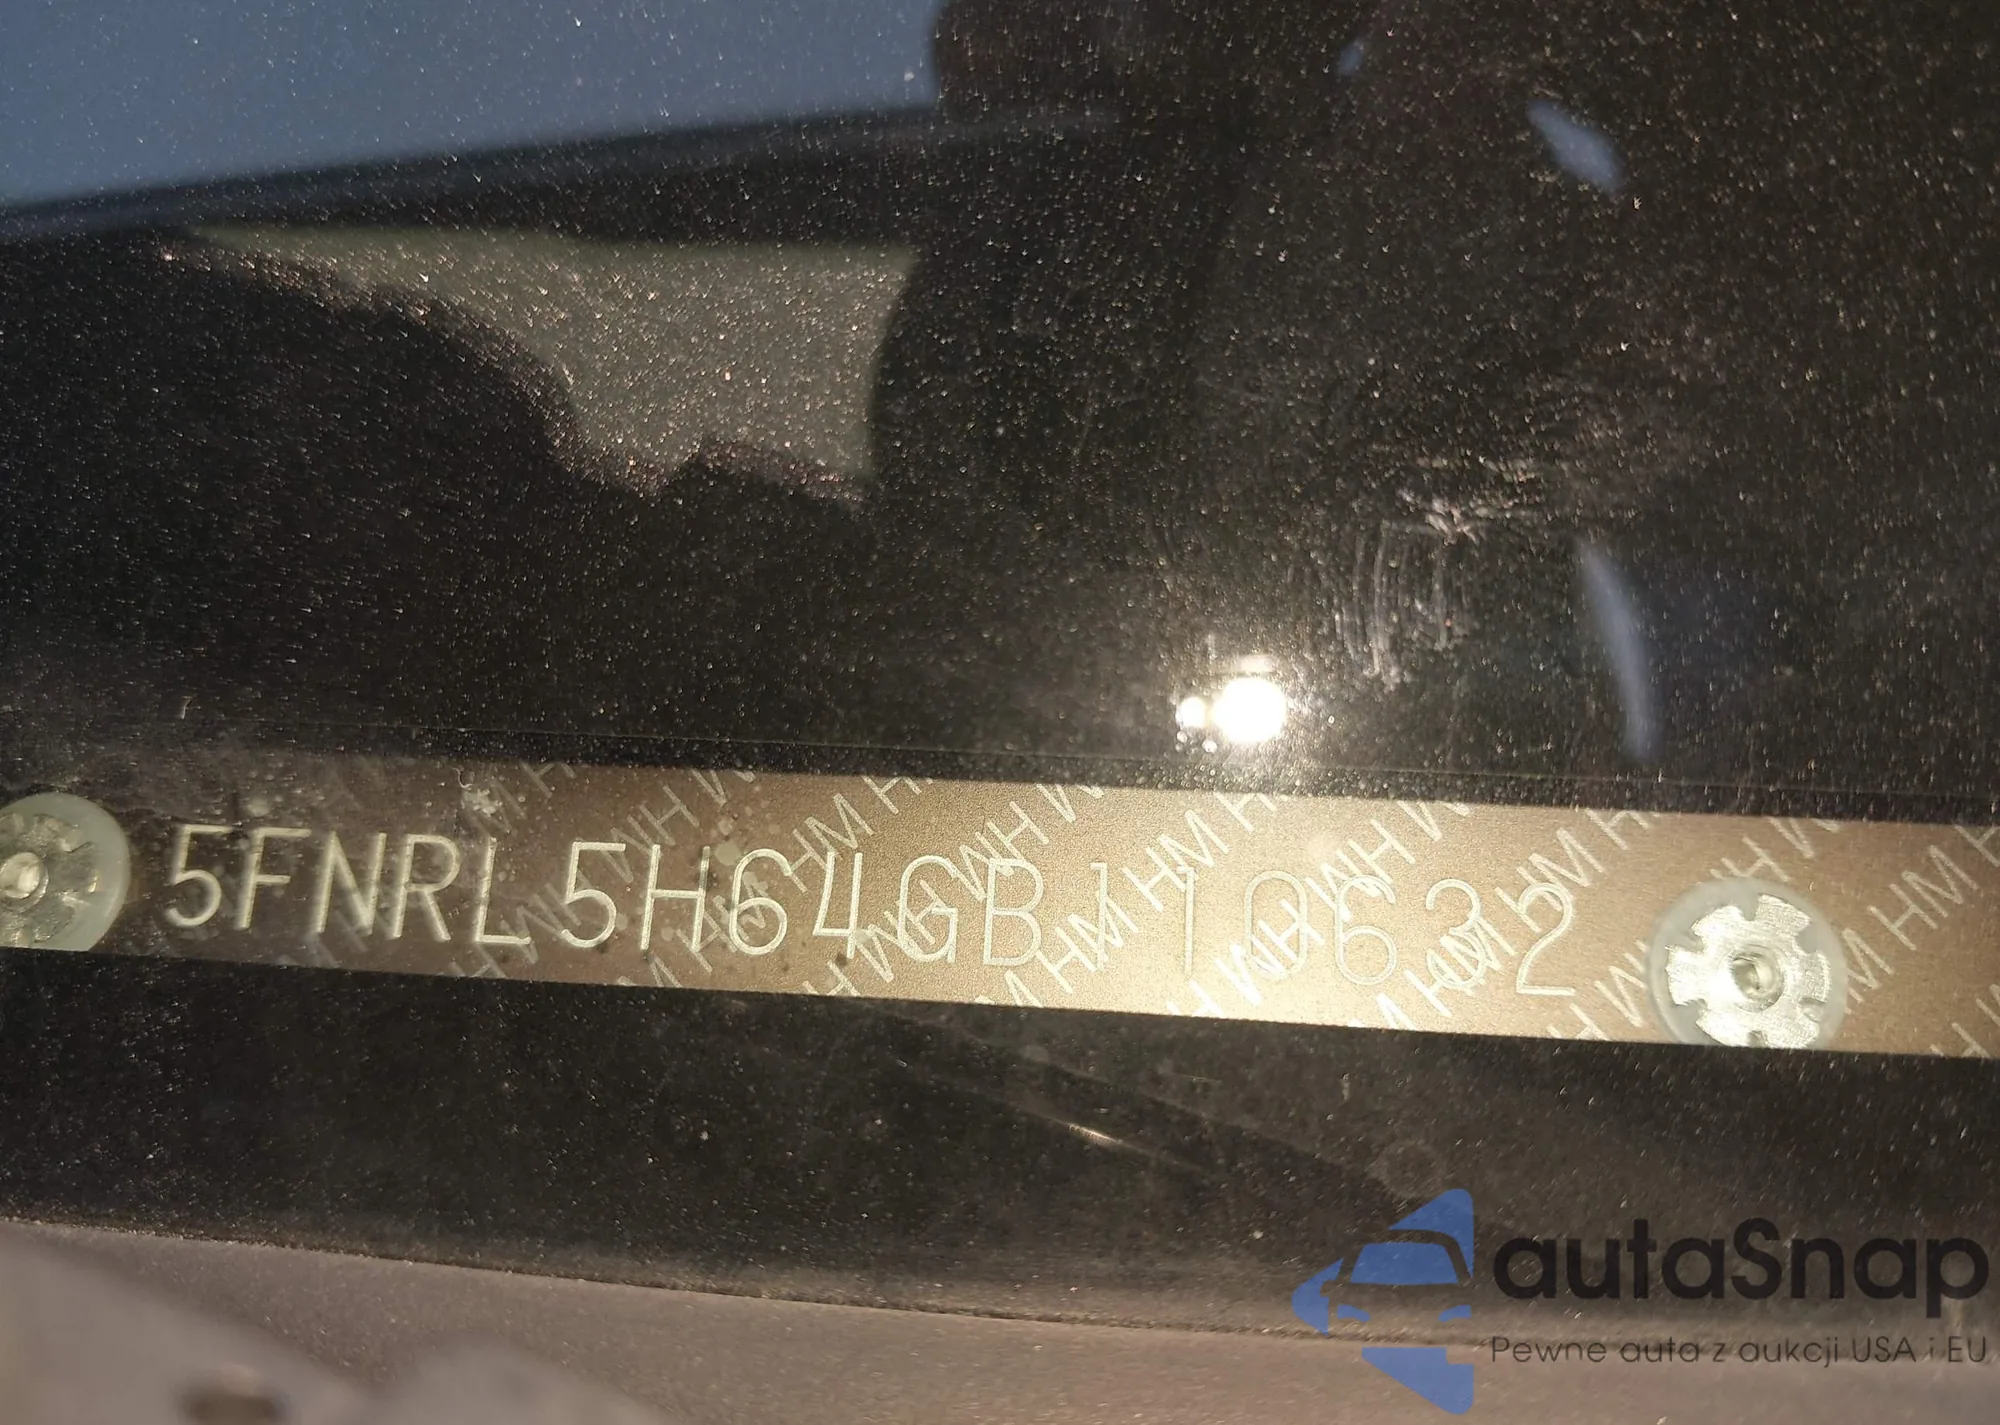 5FNRL5H64GB110632
autaSnap
Pewne auta z aukcji USA i EU